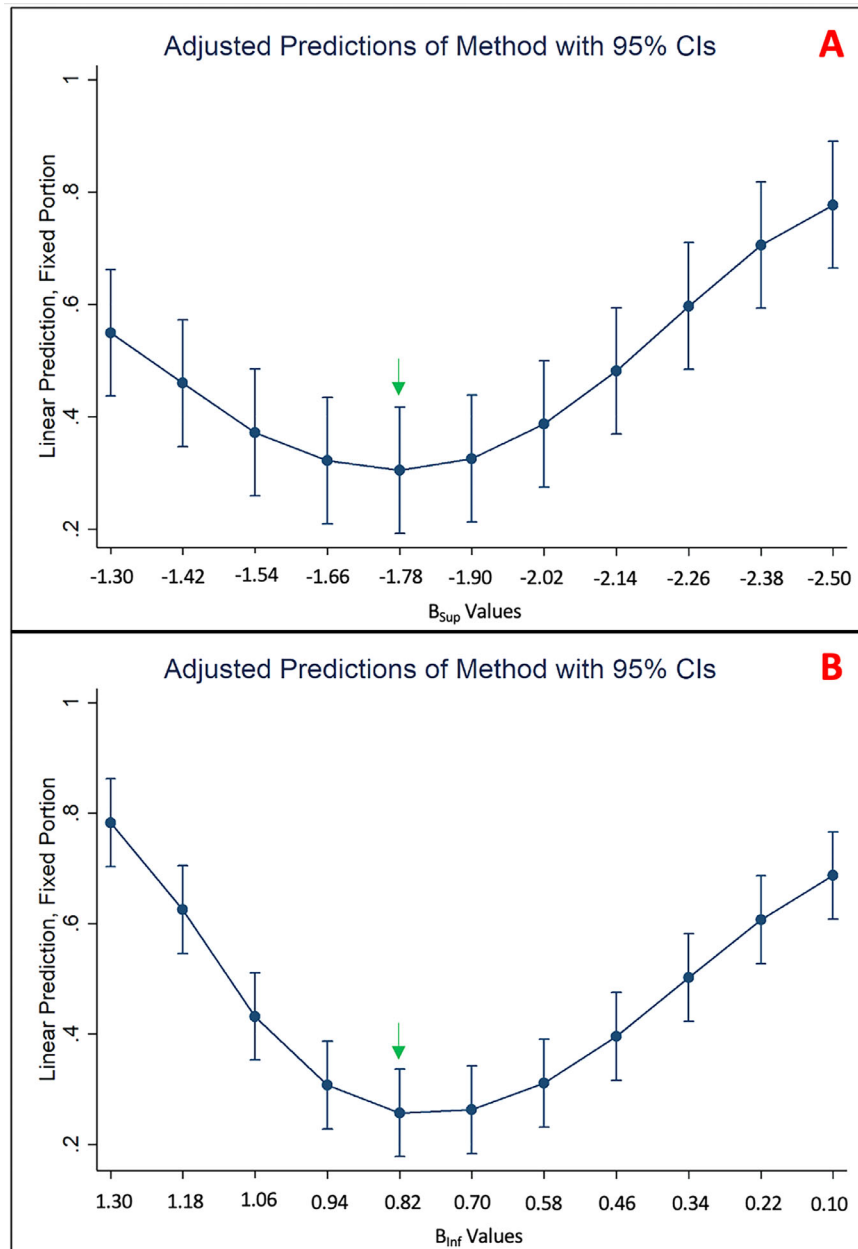 Adjusted Predictions of Method with 95% CIs
A
Linear Prediction, Fixed Portion
1
.8
.6
.4
.2
-1.30 -1.42 -1.54 -1.66 -1.78 -1.90 -2.02 -2.14 -2.26 -2.38 -2.50
BSup Values
Adjusted Predictions of Method with 95% CIs
B
Linear Prediction, Fixed Portion
1
.8
.6
.4
.2
1.30 1.18 1.06 0.94 0.82 0.70 0.58 0.46 0.34 0.22 0.10
BInf Values